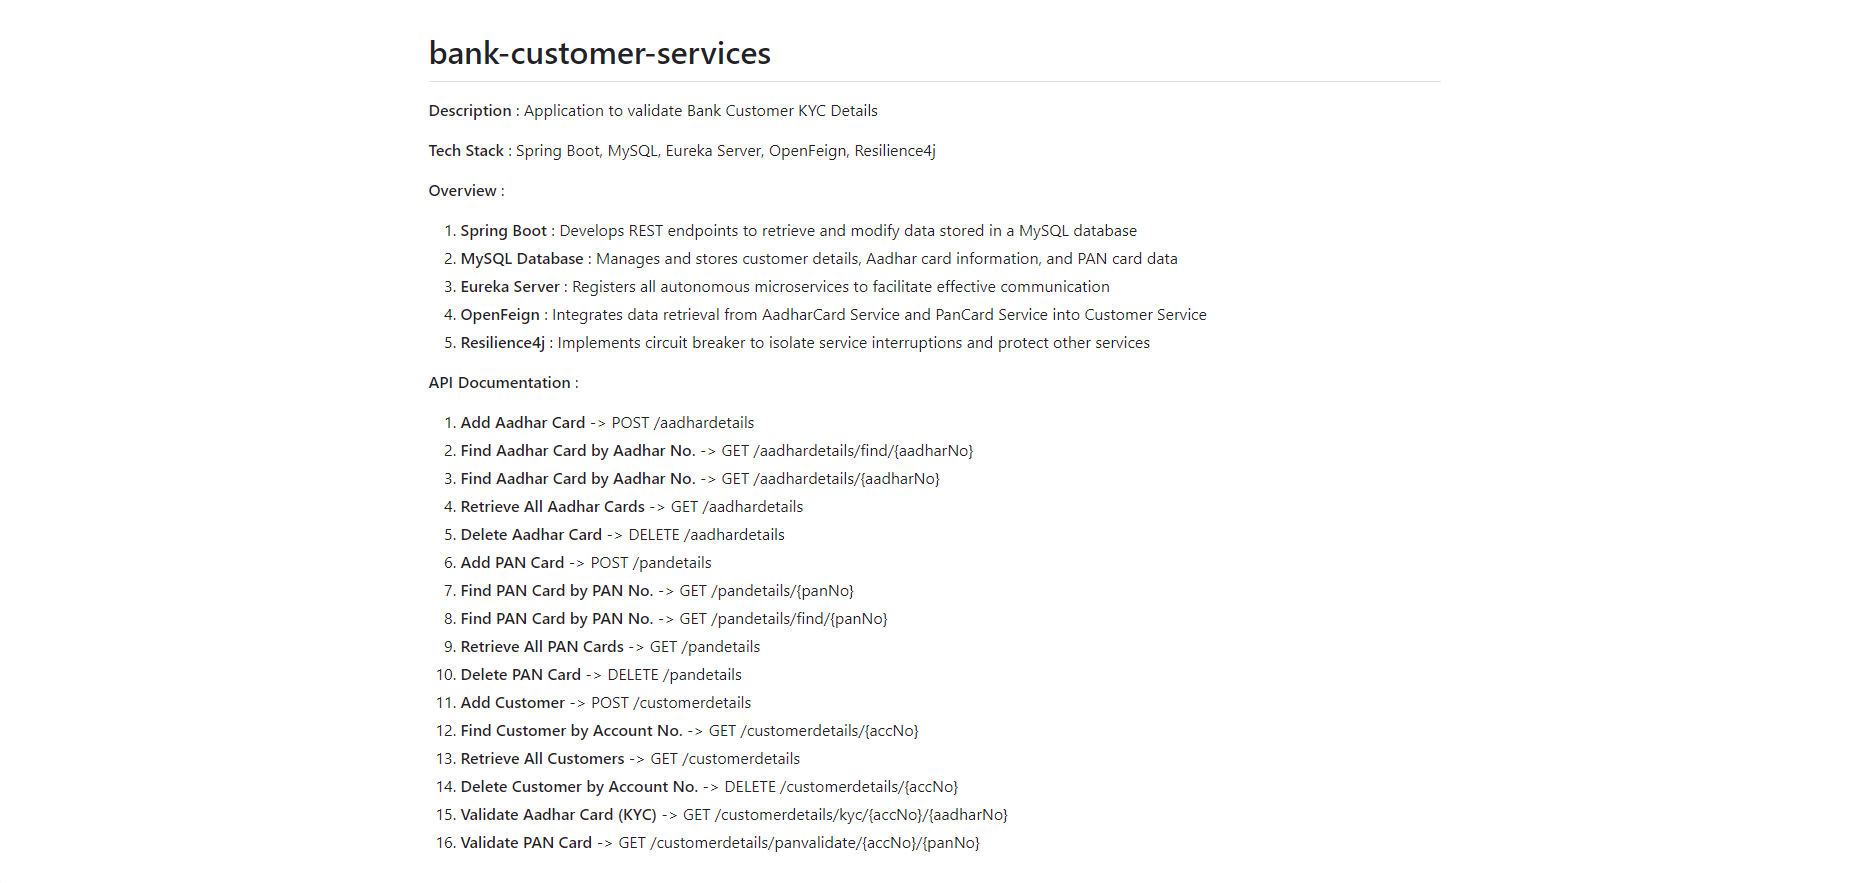 bank-customer-services
Description : Application to validate Bank Customer KYC Details
Tech Stack : Spring Boot, MySQL, Eureka Server, OpenFeign, Resilience4j
Overview :
1. Spring Boot : Develops REST endpoints to retrieve and modify data stored in a MySQL database
2. MySQL Database : Manages and stores customer details, Aadhar card information, and PAN card data
3. Eureka Server : Registers all autonomous microservices to facilitate effective communication
4. OpenFeign : Integrates data retrieval from AadharCard Service and PanCard Service into Customer Service
5. Resilience4j : Implements circuit breaker to isolate service interruptions and protect other services
API Documentation :
1. Add Aadhar Card -> POST /aadhardetails
2. Find Aadhar Card by Aadhar No. -> GET /aadhardetails/find/{aadharNo}
3. Find Aadhar Card by Aadhar No. -> GET /aadhardetails/{aadharNo}
4. Retrieve All Aadhar Cards -> GET /aadhardetails
5. Delete Aadhar Card -> DELETE /aadhardetails
6. Add PAN Card -> POST /pandetails
7. Find PAN Card by PAN No. -> GET /pandetails/{panNo}
8. Find PAN Card by PAN No. -> GET /pandetails/find/{panNo}
9. Retrieve All PAN Cards -> GET /pandetails
10. Delete PAN Card -> DELETE /pandetails
11. Add Customer -> POST /customerdetails
12. Find Customer by Account No. -> GET /customerdetails/{accNo}
13. Retrieve All Customers -> GET /customerdetails
14. Delete Customer by Account No. -> DELETE /customerdetails/{accNo}
15. Validate Aadhar Card (KYC) -> GET /customerdetails/kyc/{accNo}/{aadharNo}
16. Validate PAN Card -> GET /customerdetails/panvalidate/{accNo}/{panNo}